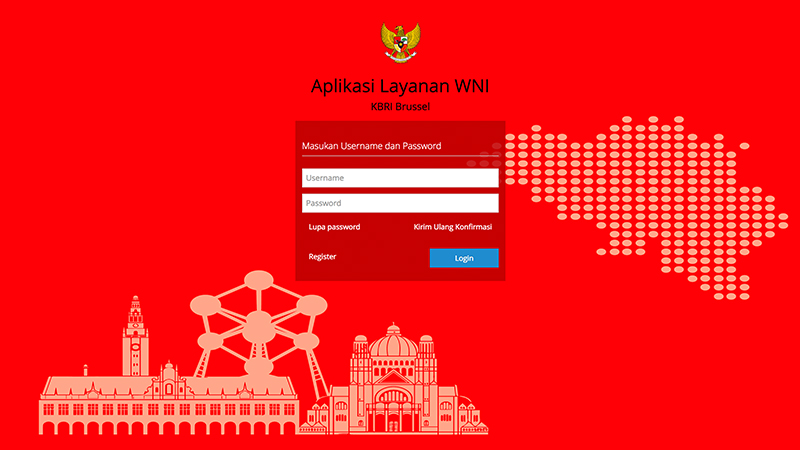 Aplikasi Layanan WNI
KBRI Brussel
Masukan Username dan Password
Username
Password
Lupa password
Kirim Ulang Konfirmasi
Register
Login